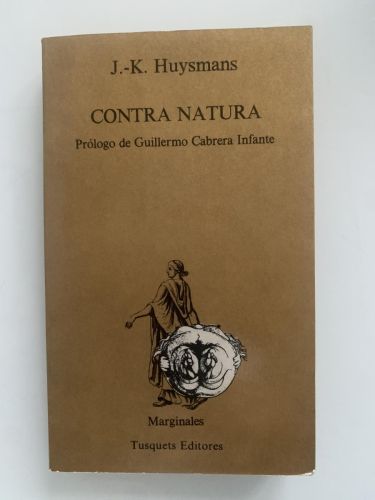 J.-K. Huysmans
CONTRA NATURA
Prólogo de Guillermo Cabrera Infante
Marginales
Tusquets Editores